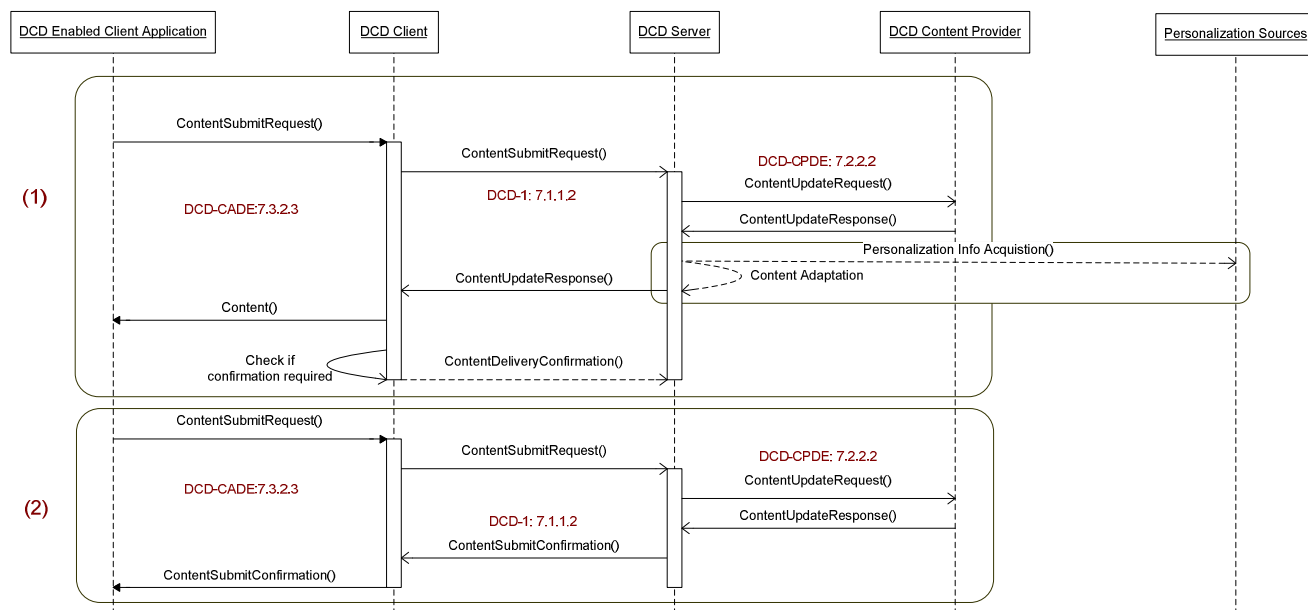 DCD Enabled Client Application
DCD Client
DCD Server
DCD Content Provider
Personalization Sources
(1)
ContentSubmitRequest()
ContentSubmitRequest()
DCD-CPDE: 7.2.2.2
ContentUpdateRequest()
DCD-CADE:7.3.2.3
DCD-1: 7.1.1.2
ContentUpdateResponse()
Personalization Info Acquistion()
ContentUpdateResponse()
Content Adaptation
Content()
Check if
confirmation required
ContentDeliveryConfirmation()
(2)
ContentSubmitRequest()
ContentSubmitRequest()
DCD-CPDE: 7.2.2.2
ContentUpdateRequest()
DCD-CADE:7.3.2.3
DCD-1: 7.1.1.2
ContentUpdateResponse()
ContentSubmitConfirmation()
ContentSubmitConfirmation()